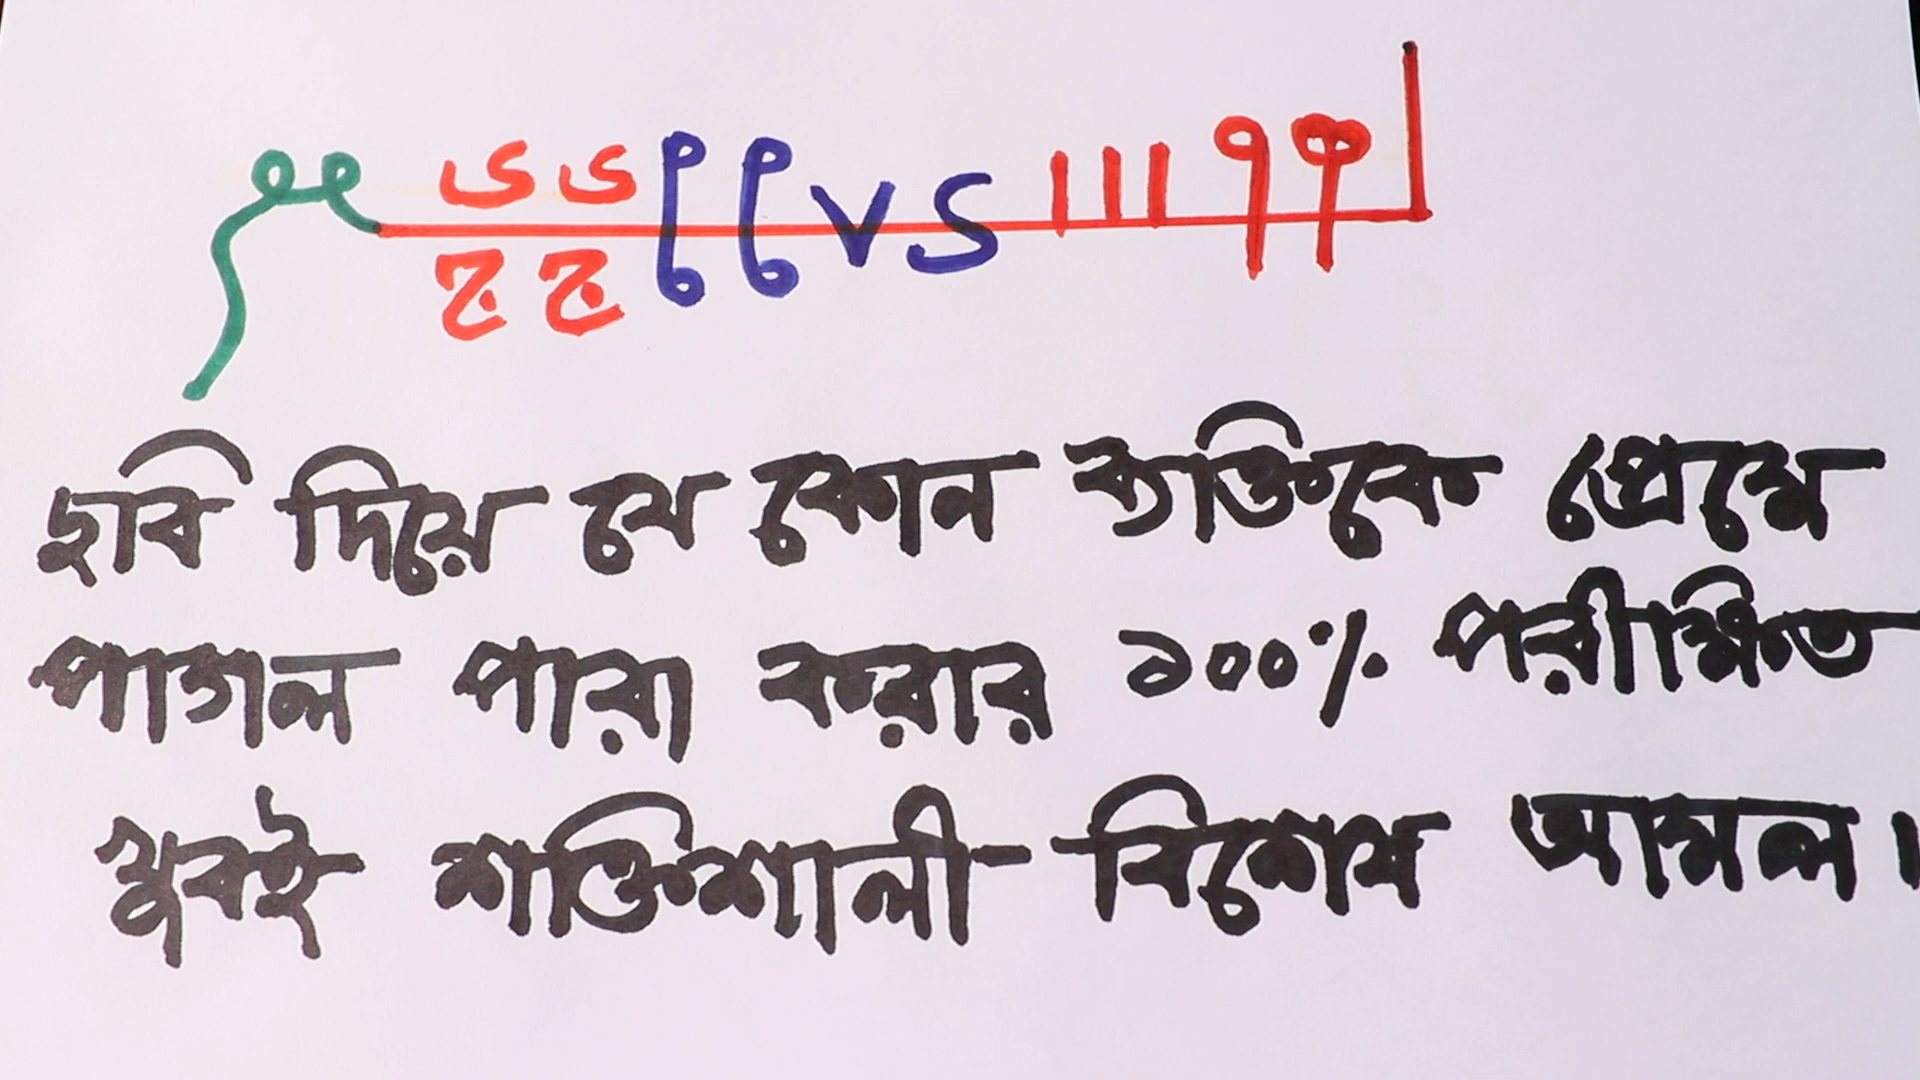 ছবি দিয়ে যে কোন ব্যক্তিকে প্রেমে
পাগল পারা করার ১০০% পরীক্ষিত
খুবই শক্তিশালী বিশেষ আমল।